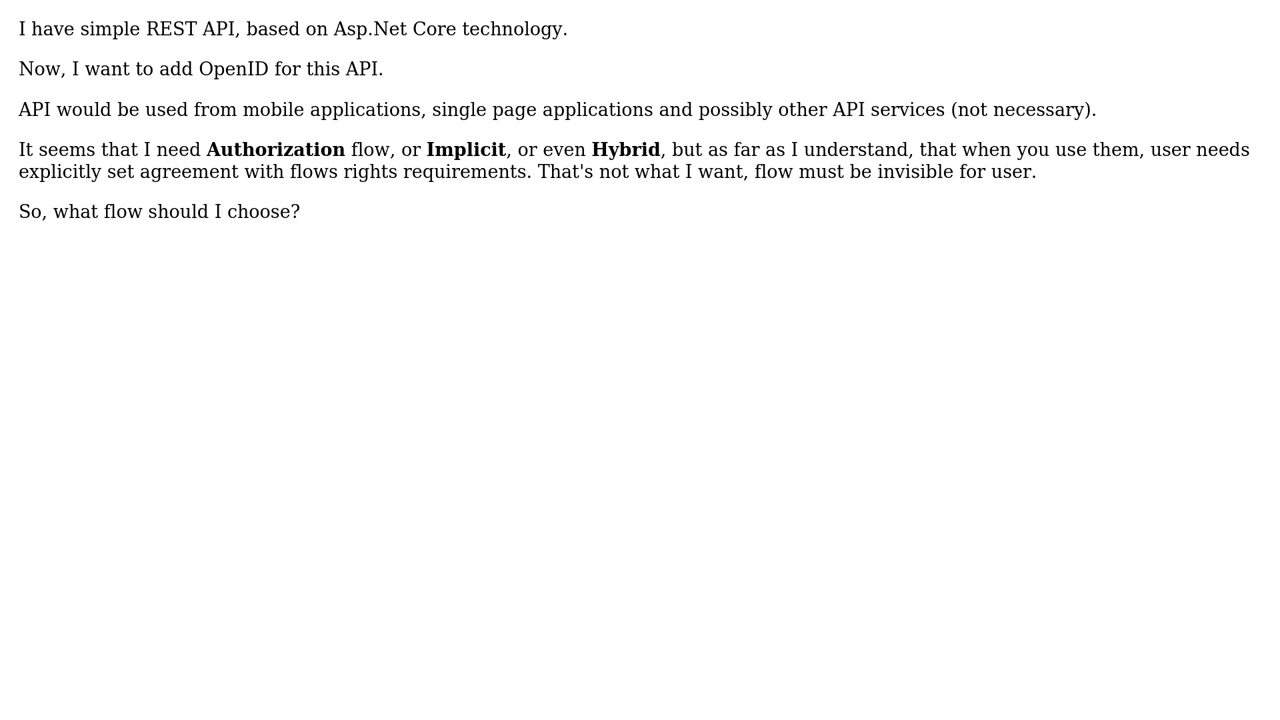 I have simple REST API, based on Asp.Net Core technology.
Now, I want to add OpenID for this API.
API would be used from mobile applications, single page applications and possibly other API services (not necessary).
It seems that I need Authorization flow, or Implicit, or even Hybrid, but as far as I understand, that when you use them, user needs
explicitly set agreement with flows rights requirements. That's not what I want, flow must be invisible for user.
So, what flow should I choose?